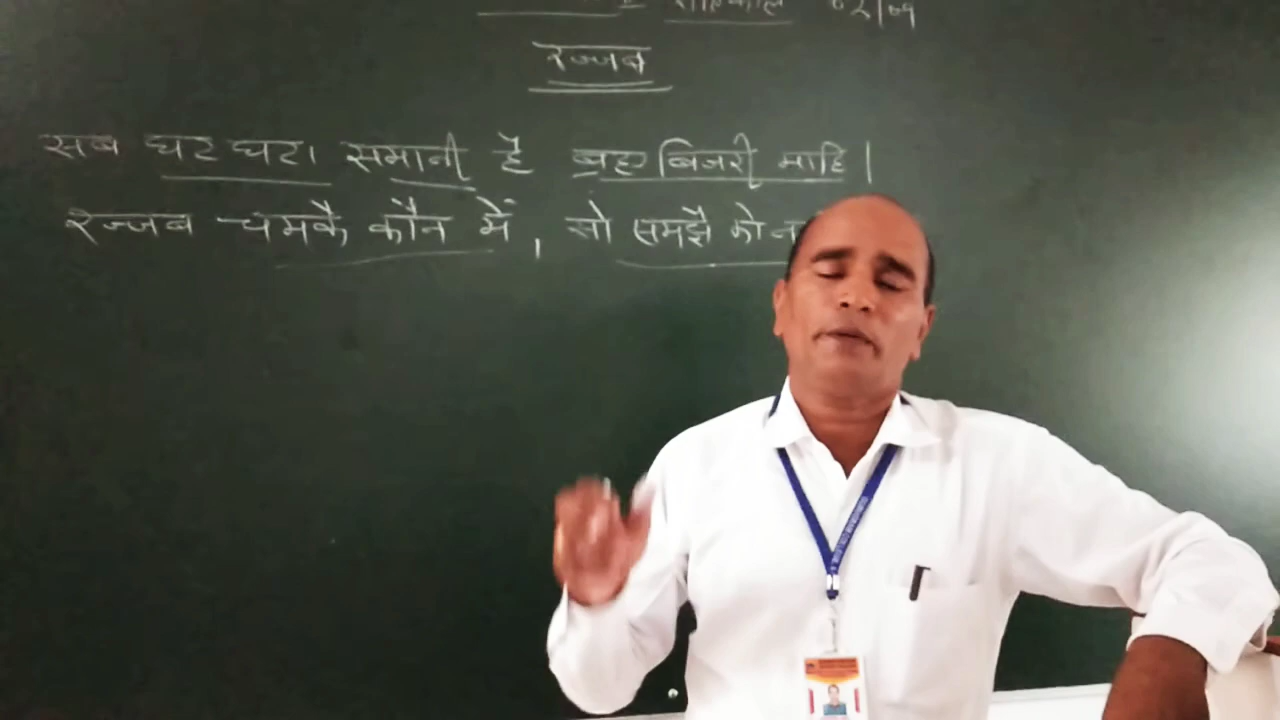 रज्जब
सब घट घटा समानी है ब्रह्म बिजरी माहि।
रज्जब चमकै कौन में, सो समझै को न